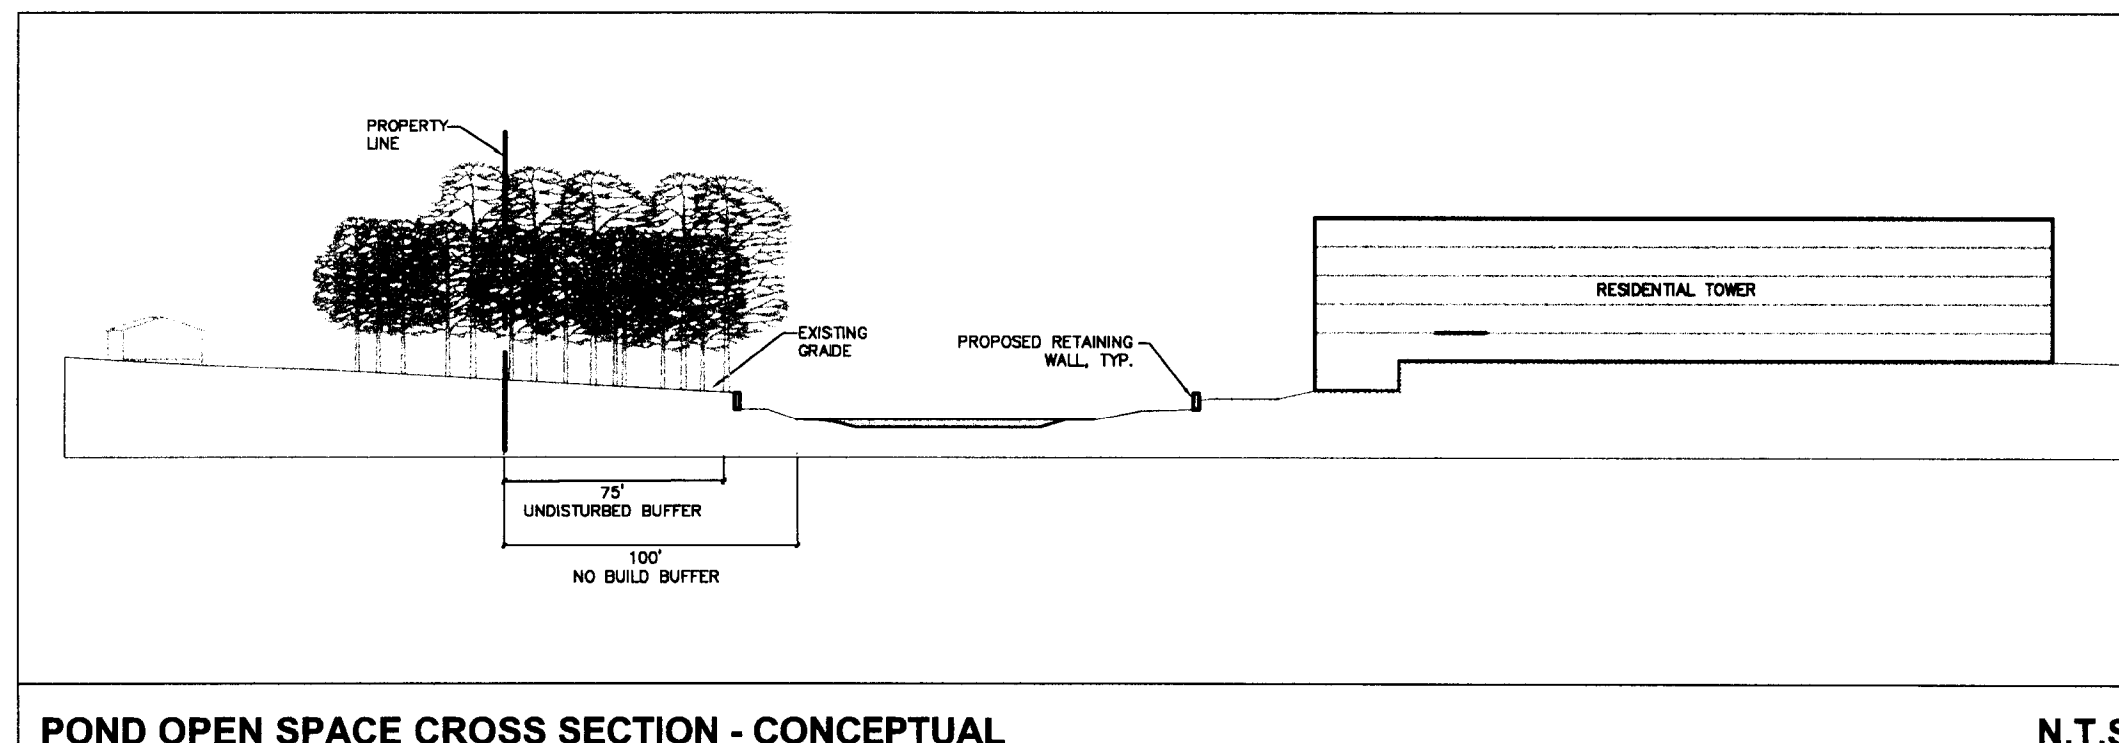 PROPERTY
LINE
EXISTING
GRADE
PROPOSED RETAINING
WALL, TYP.
RESIDENTIAL TOWER
75'
UNDISTURBED BUFFER
100'
NO BUILD BUFFER
POND OPEN SPACE CROSS SECTION - CONCEPTUAL
N.T.S